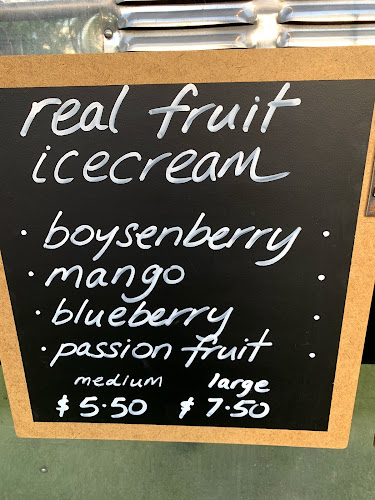 real fruit
icecream
• boysenberry •
• mango •
• blueberry •
• passion fruit •
medium large
$5.50 $7.50